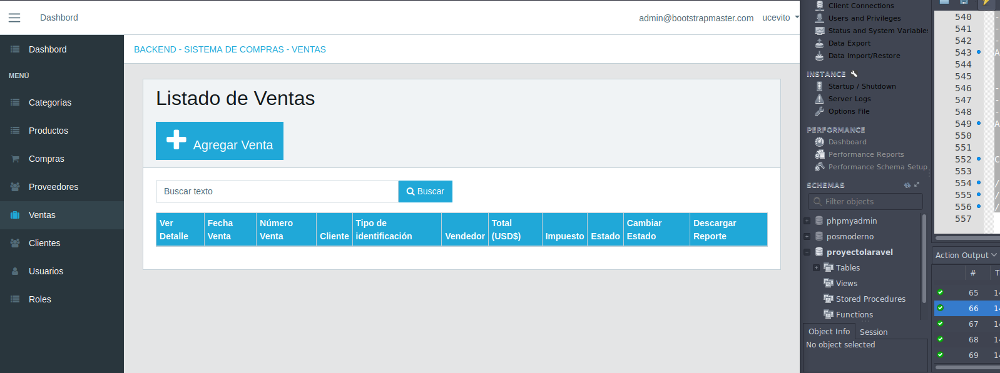 Dashbord
admin@bootstrapmaster.com ucevito
Dashbord
MENÚ
Categorías
Productos
Compras
Proveedores
Ventas
Clientes
Usuarios
Roles
BACKEND - SISTEMA DE COMPRAS - VENTAS
Listado de Ventas
Agregar Venta
Buscar texto
Buscar
Ver Detalle
Fecha Venta
Número Venta
Cliente
Tipo de identificación
Vendedor
Total (USD$)
Impuesto
Estado
Cambiar Estado
Descargar Reporte
Client Connections
Users and Privileges
Status and System Variables
Data Export
Data Import/Restore
INSTANCE
Startup / Shutdown
Server Logs
Options File
PERFORMANCE
Dashboard
Performance Reports
Performance Schema Setup
SCHEMAS
Filter objects
phpmyadmin
posmoderno
proyectolaravel
Tables
Views
Stored Procedures
Functions
Object Info Session
No object selected
540 -
541 -
542 -
543 A
544
545
546 -
547 -
548 -
549 A
550
551
552 C
553
554 /
555 /
556 /
557
Action Output
# T
65 14
66 14
67 14
68 14
69 14